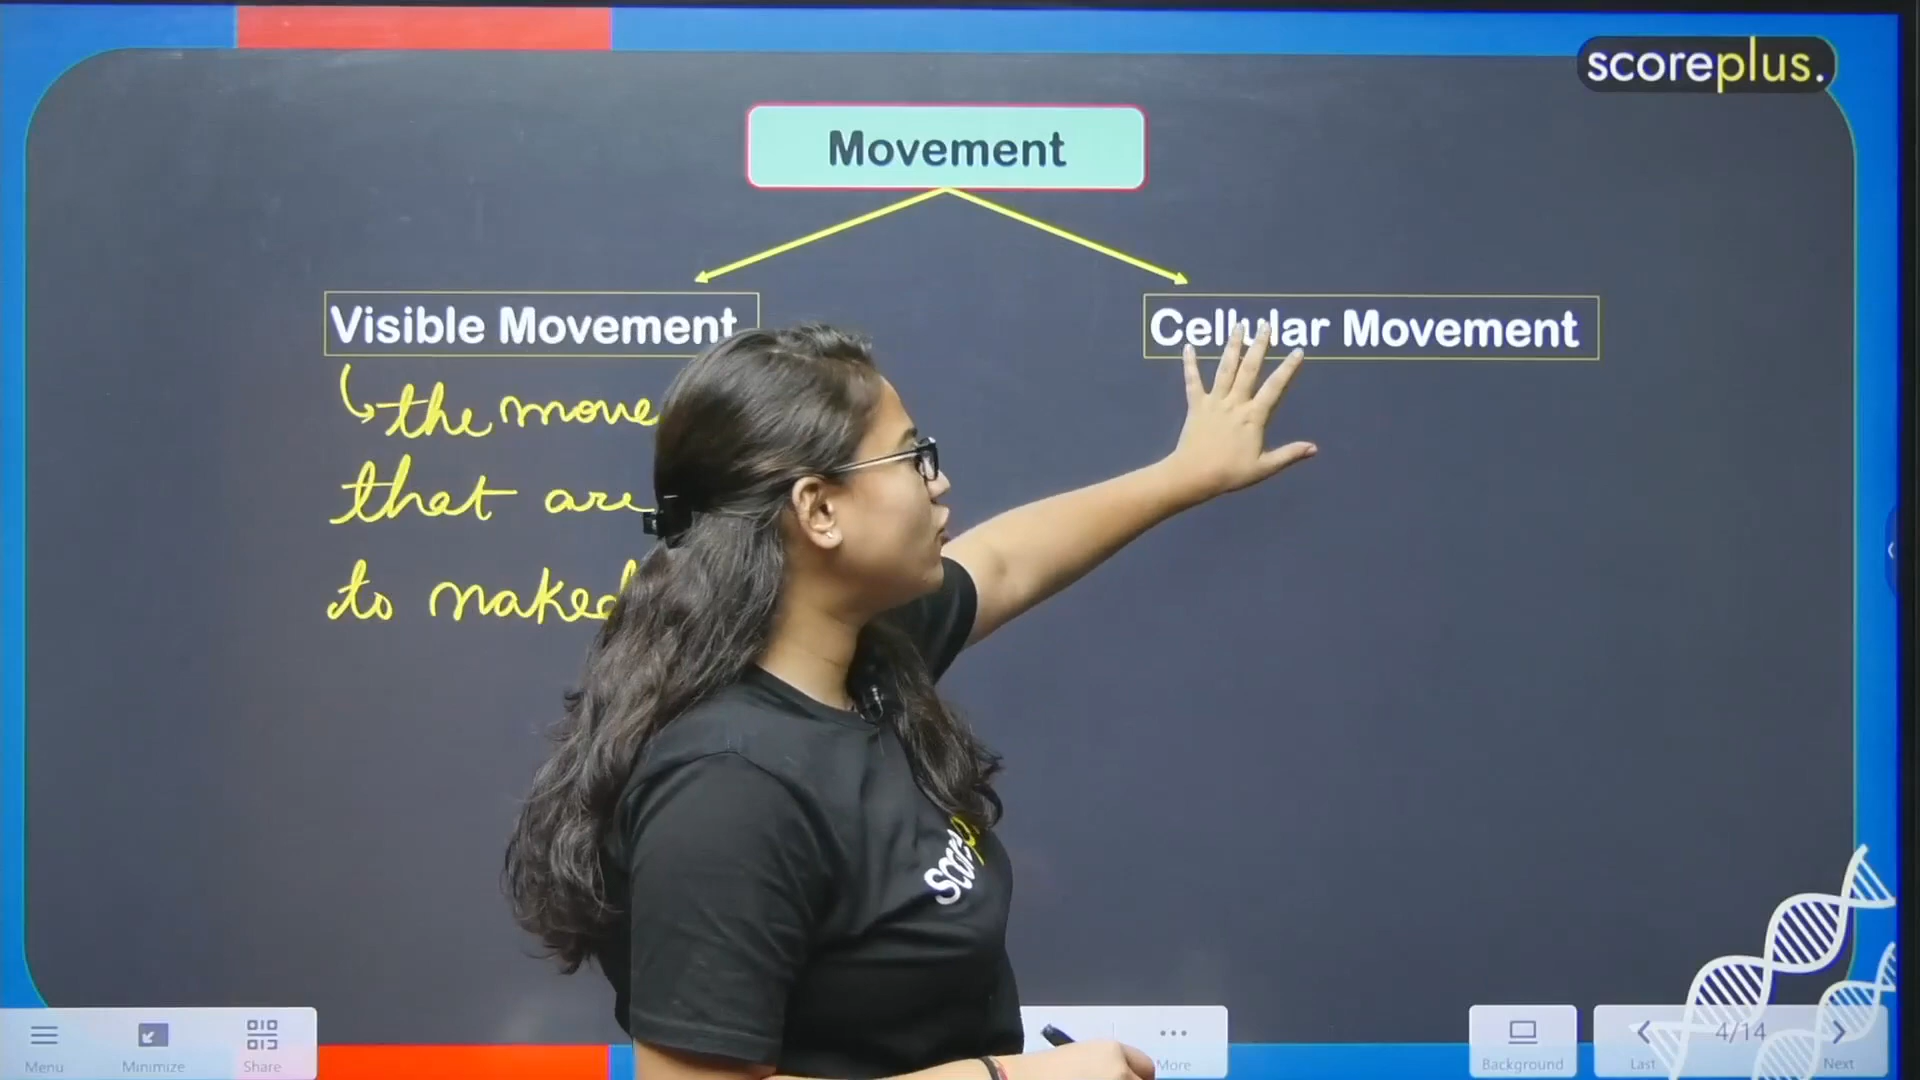 scoreplus.
Movement
Visible Movement
Cellular Movement
the move
that are
to naked
score
Menu
Minimize
Share
More
Background
Last
4/14
Next